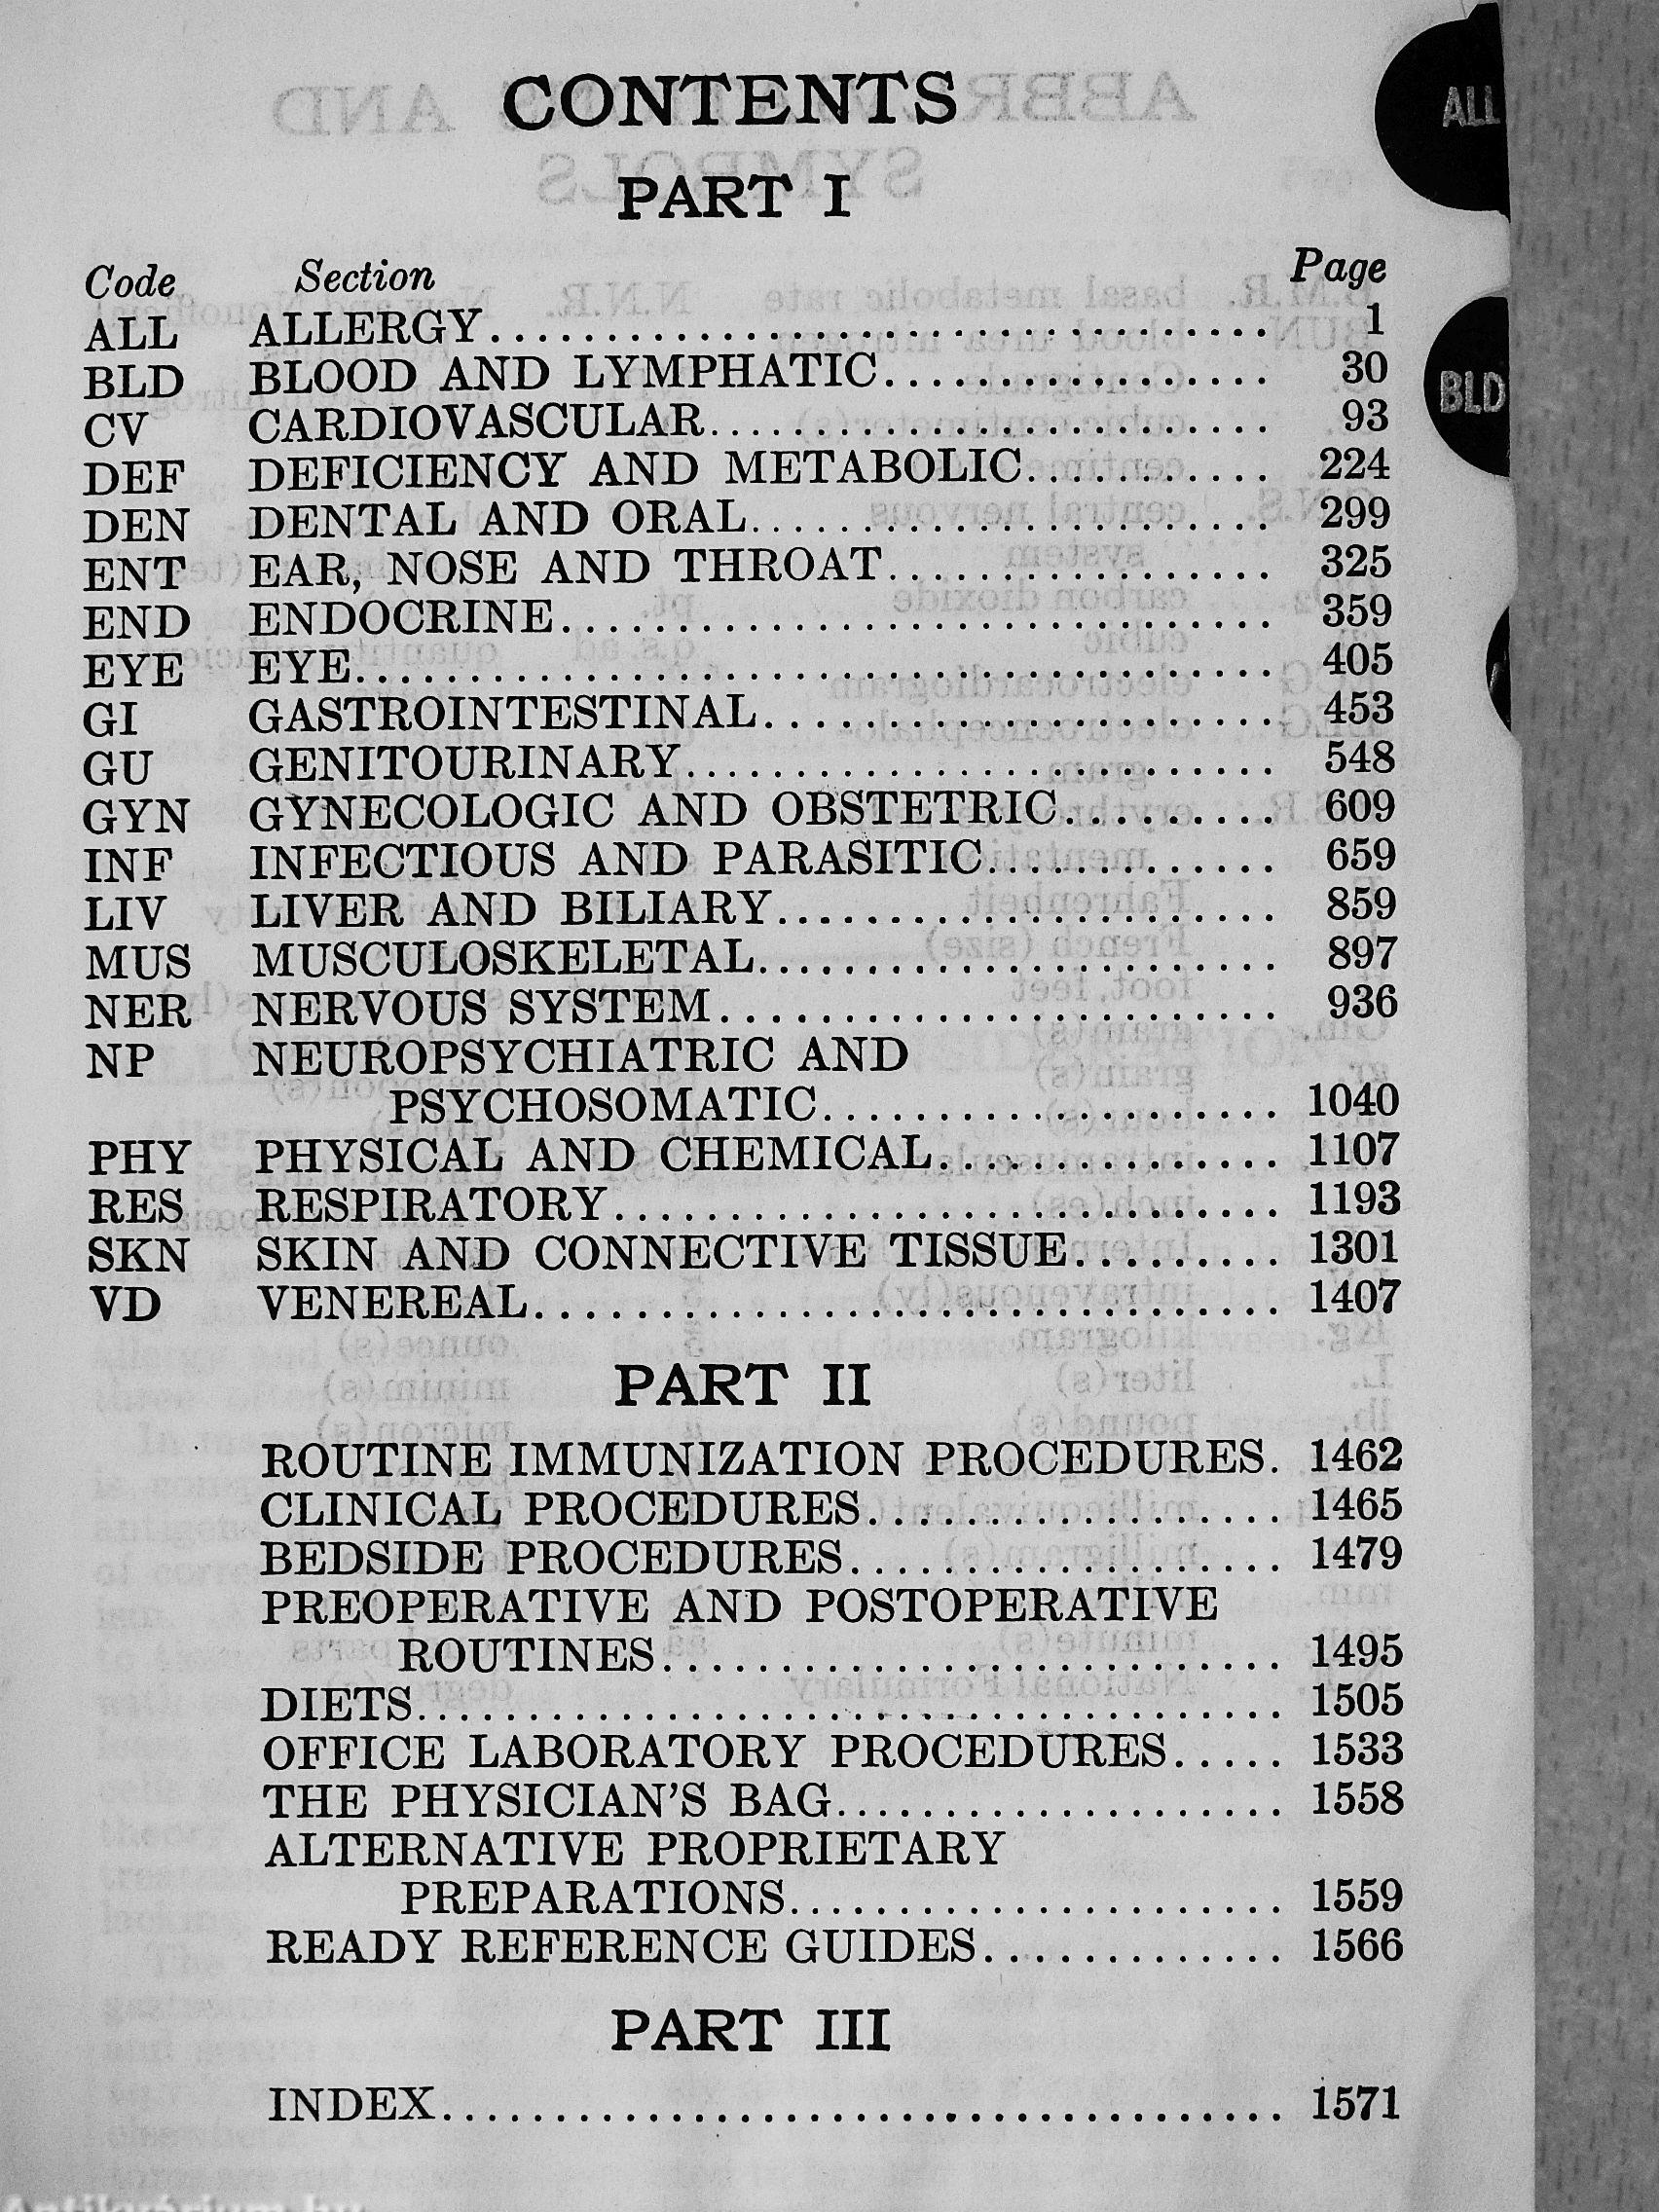 CONTENTS
PART I
Code Section Page
ALL ALLERGY................................ 1
BLD BLOOD AND LYMPHATIC................. 30
CV CARDIOVASCULAR........................ 93
DEF DEFICIENCY AND METABOLIC........... 224
DEN DENTAL AND ORAL....................... 299
ENT EAR, NOSE AND THROAT................. 325
END ENDOCRINE.............................. 359
EYE EYE....................................... 405
GI GASTROINTESTINAL....................... 453
GU GENITOURINARY.......................... 548
GYN GYNECOLOGIC AND OBSTETRIC......... 609
INF INFECTIOUS AND PARASITIC............. 659
LIV LIVER AND BILIARY...................... 859
MUS MUSCULOSKELETAL....................... 897
NER NERVOUS SYSTEM......................... 936
NP NEUROPSYCHIATRIC AND
PSYCHOSOMATIC.................... 1040
PHY PHYSICAL AND CHEMICAL............... 1107
RES RESPIRATORY............................. 1193
SKN SKIN AND CONNECTIVE TISSUE......... 1301
VD VENEREAL................................. 1407
PART II
ROUTINE IMMUNIZATION PROCEDURES. 1462
CLINICAL PROCEDURES.................. 1465
BEDSIDE PROCEDURES................... 1479
PREOPERATIVE AND POSTOPERATIVE
ROUTINES........................... 1495
DIETS...................................... 1505
OFFICE LABORATORY PROCEDURES..... 1533
THE PHYSICIAN'S BAG.................... 1558
ALTERNATIVE PROPRIETARY
PREPARATIONS...................... 1559
READY REFERENCE GUIDES............. 1566
PART III
INDEX..................................... 1571
ALL
BLD